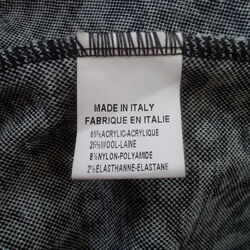 MADE IN ITALY
FABRIQUE EN ITALIE
65%ACRYLIC-ACRYLIQUE
25%WOOL-LAINE
8%NYLON-POLYAMIDE
2%ELASTHANNE-ELASTANE